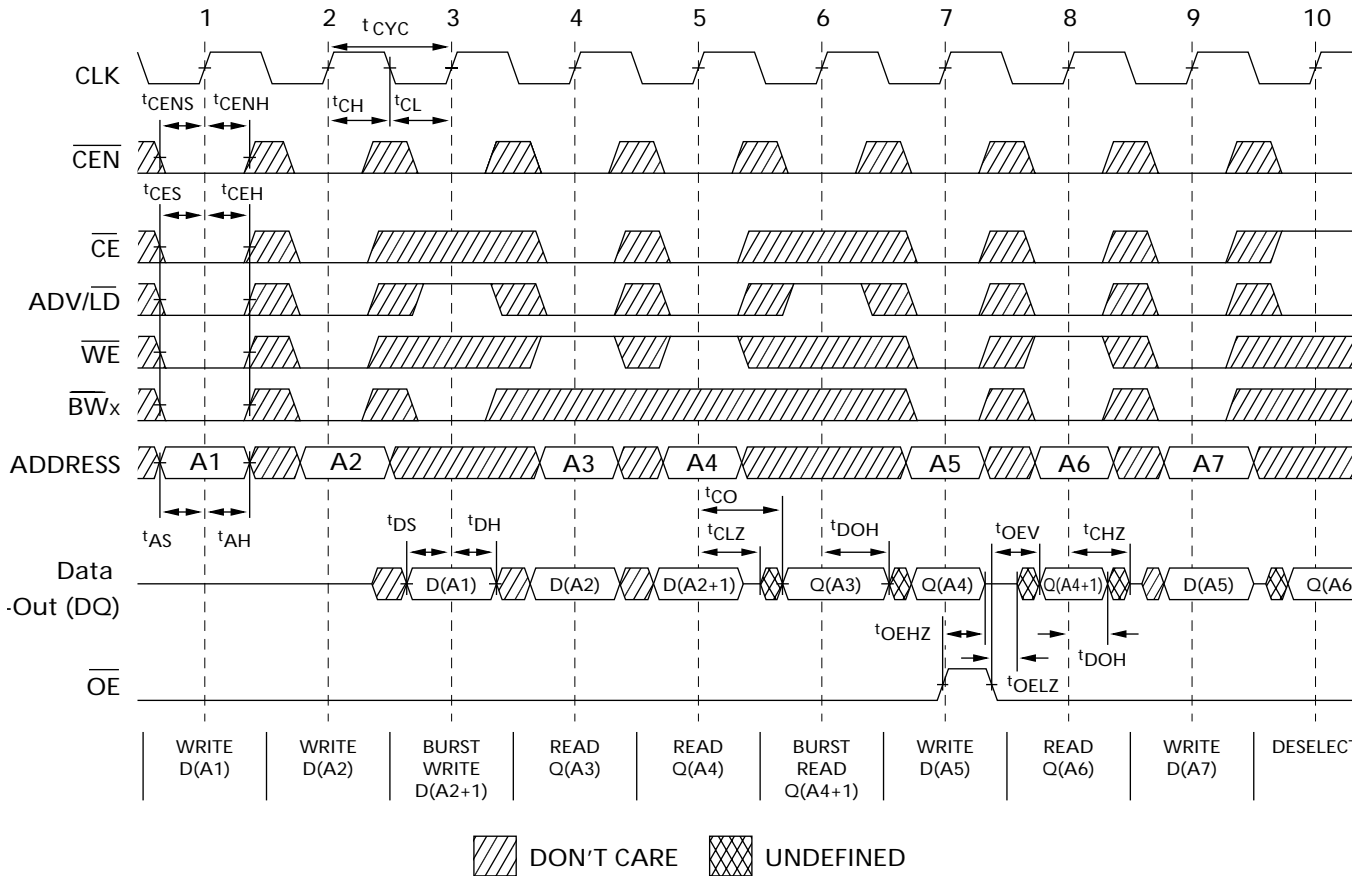 1 2 3 4 5 6 7 8 9 10
t CYC
CLK
tCENS tCENH tCH tCL
CEN
tCES tCEH
CE
ADV/LD
WE
BWx
ADDRESS A1 A2 A3 A4 A5 A6 A7
tCO
tAS tAH tDS tDH tCLZ tDOH tOEV tCHZ
Data
-Out (DQ) D(A1) D(A2) D(A2+1) Q(A3) Q(A4) Q(A4+1) D(A5) Q(A6
tOEHZ tDOH
tOELZ
OE
WRITE
D(A1)
WRITE
D(A2)
BURST
WRITE
D(A2+1)
READ
Q(A3)
READ
Q(A4)
BURST
READ
Q(A4+1)
WRITE
D(A5)
READ
Q(A6)
WRITE
D(A7)
DESELECT
DON'T CARE UNDEFINED